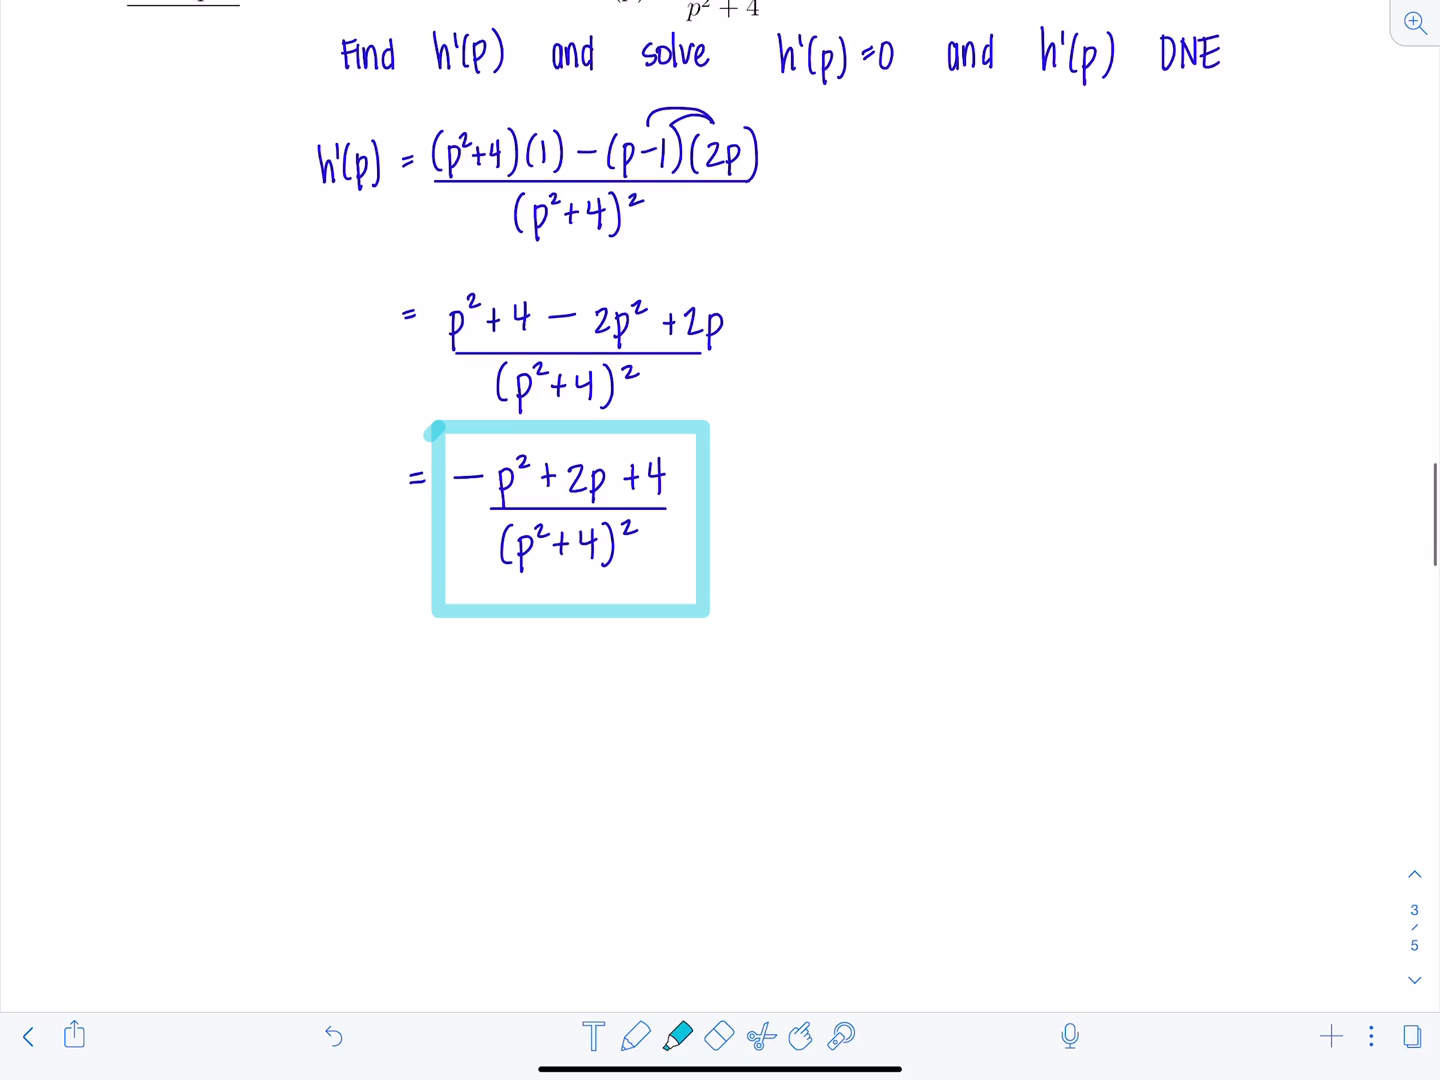 p² + 4
Find h'(p) and solve h'(p) = 0 and h'(p) DNE
h'(p) = (p²+4)(1) − (p−1)(2p)
(p²+4)²
= p²+4 − 2p² +2p
(p²+4)²
= −p² + 2p +4
(p²+4)²
3
/
5
T